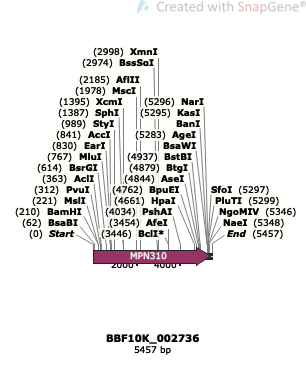 Created with SnapGene®
(2998) XmnI
(2974) BssSαI
(2185) AflII
(1978) MscI
(1395) XcmI (5296) NarI
(1387) SphI (5295) KasI
(989) StyI BanI
(841) AccI (5283) AgeI
(830) EarI BsaWI
(767) MluI (4937) BstBI
(614) BsrGI (4879) BtgI
(363) AclI (4844) AseI
(312) PvuI (4762) BpuEI SfoI (5297)
(221) MslI (4661) HpaI PluTI (5299)
(210) BamHI (4034) PshAI NgoMIV (5346)
(62) BsaBI (3454) AfeI NaeI (5348)
(0) Start (3446) BclI* End (5457)
MPN310
2000 4000
BBF10K_002736
5457 bp